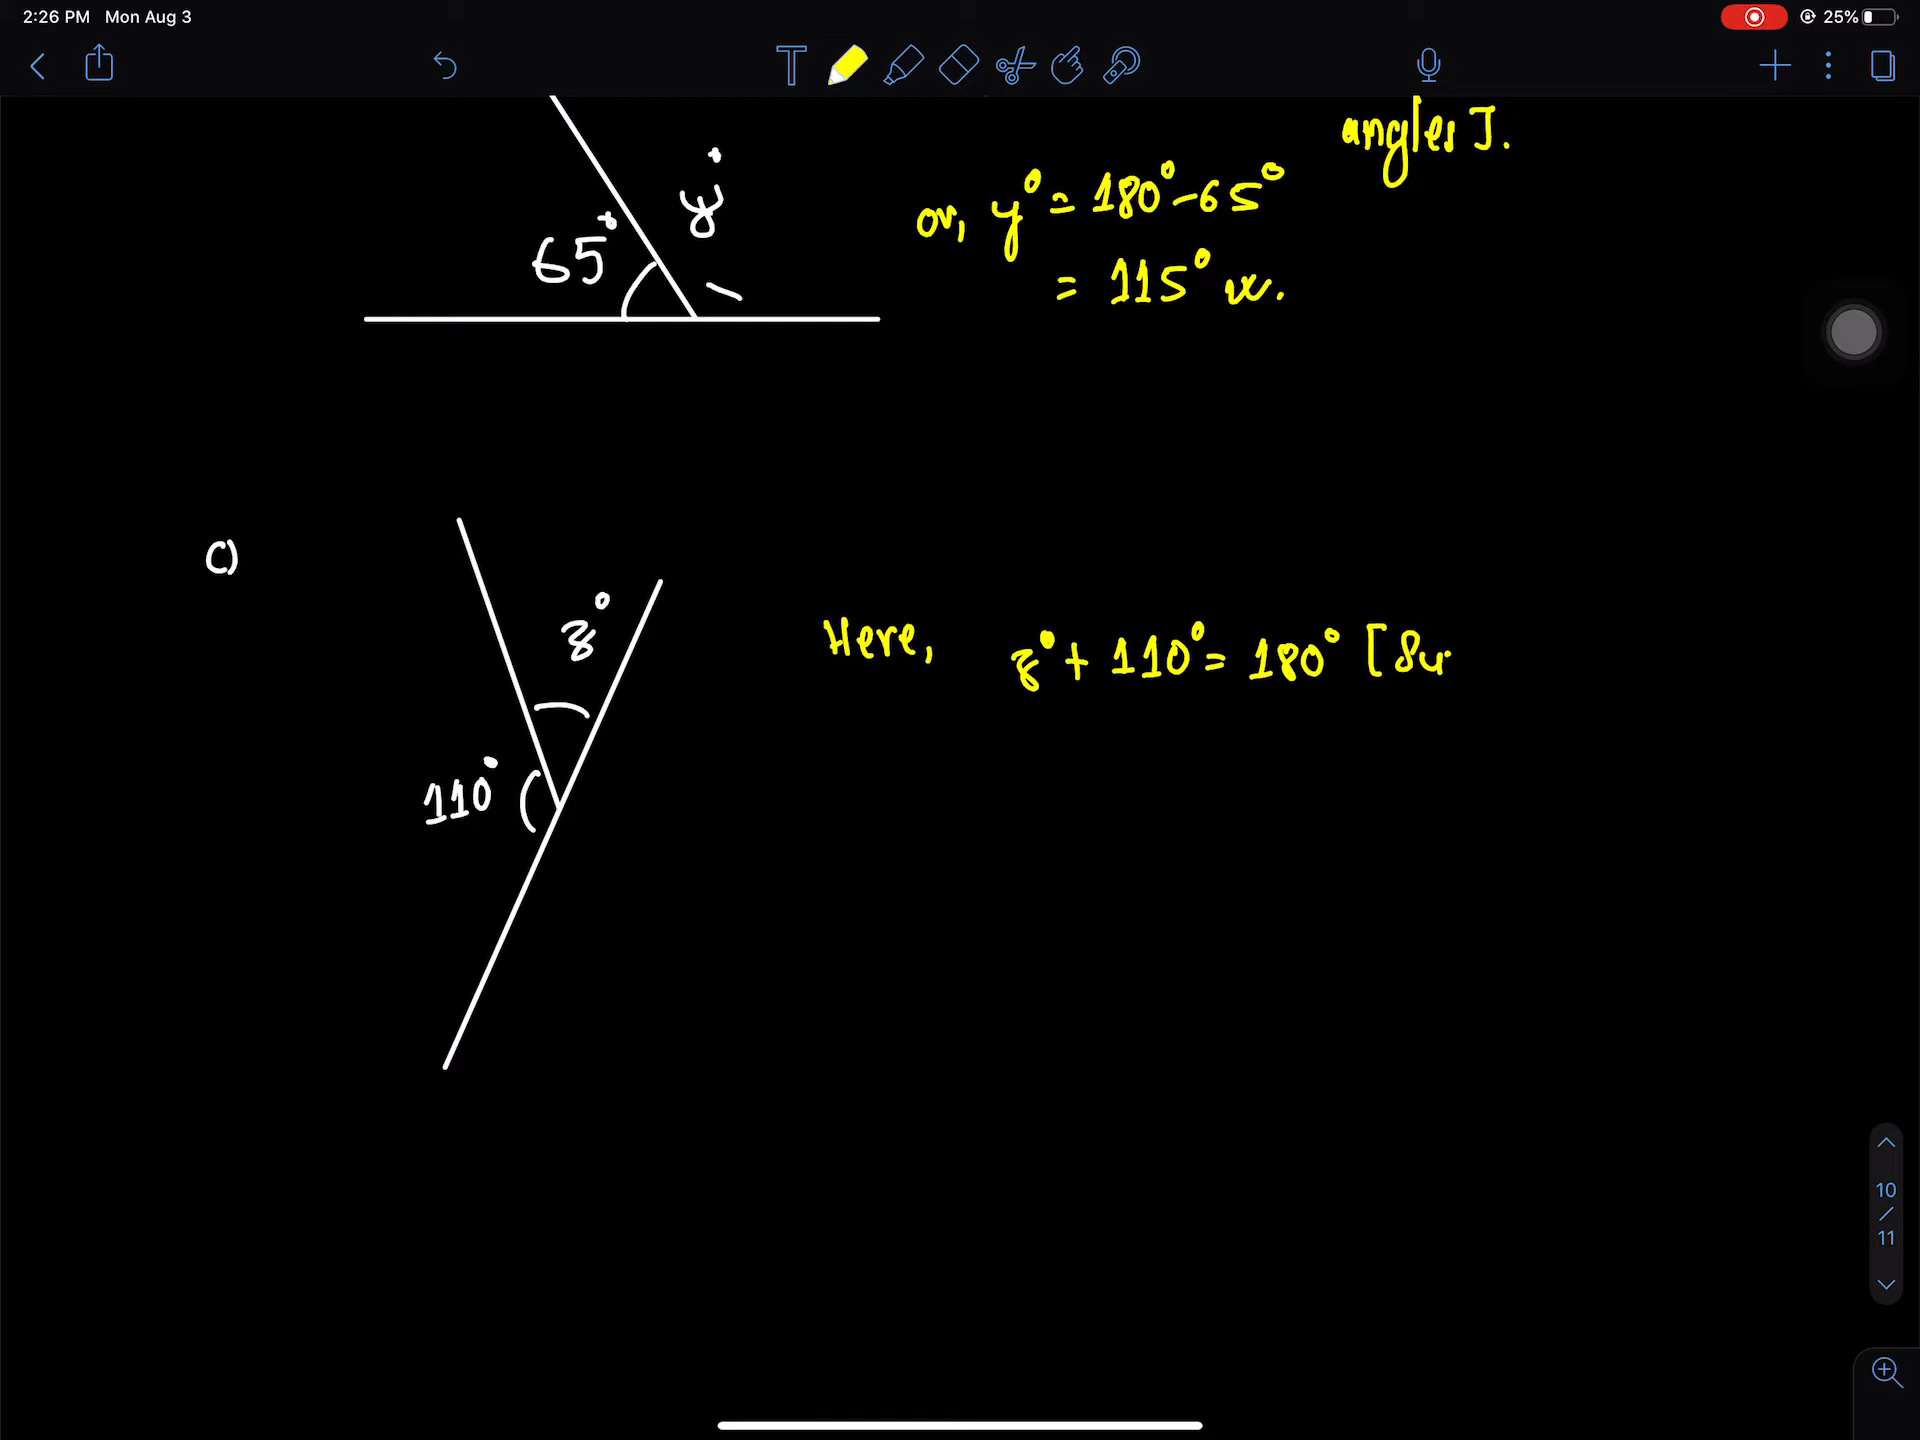 2:26 PM Mon Aug 3
25%
angles].
or, y° = 180° - 65°
= 115°
65°
y°
c)
z°
110°
Here, z° + 110° = 180° [Su
10
/
11